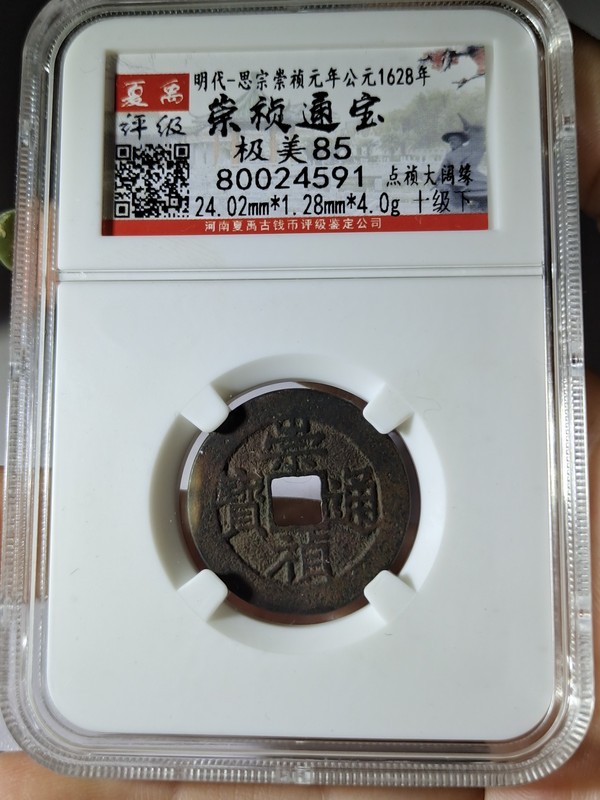 夏禹
评级
明代-思宗崇祯元年公元1628年
崇祯通宝
极美85
80024591 点祯大阔缘
24.02mm*1.28mm*4.0g 十级下
河南夏禹古钱币评级鉴定公司
崇禎通寶